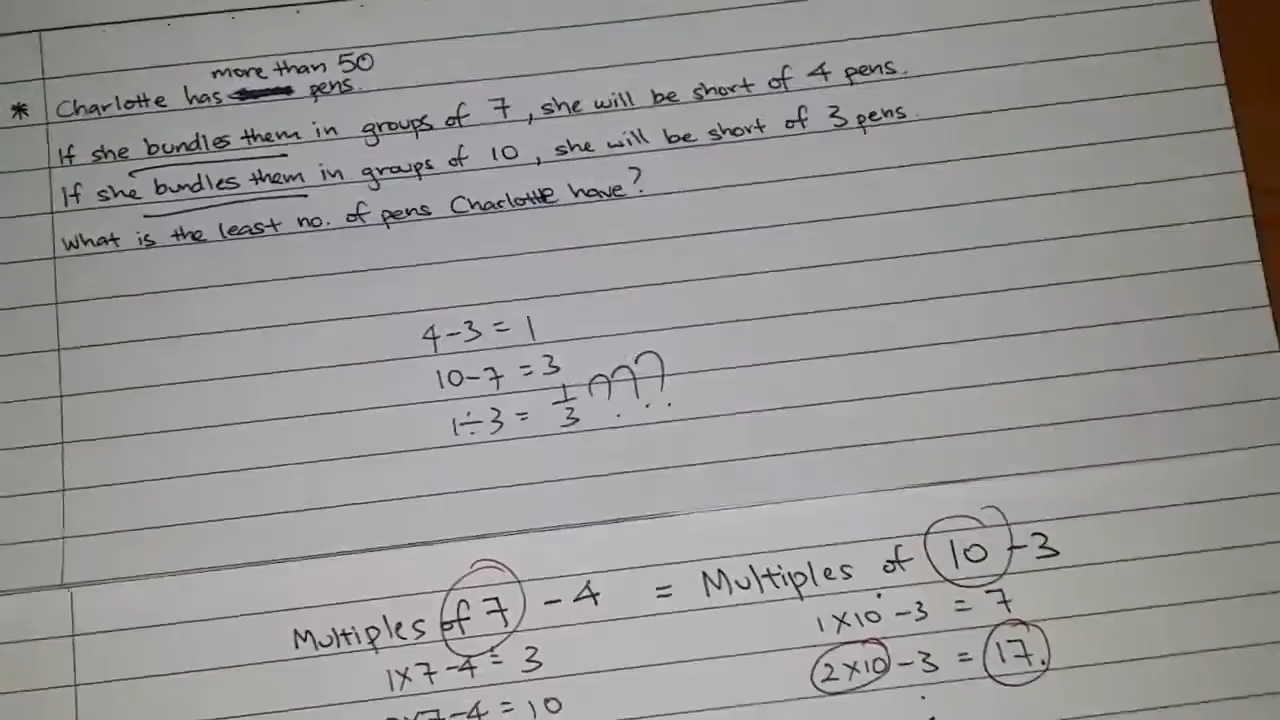 more than 50
* Charlotte has pens.
If she bundles them in groups of 7, she will be short of 4 pens.
If she bundles them in groups of 10, she will be short of 3 pens.
What is the least no. of pens Charlotte have?
4-3 = 1
10-7 = 3
1÷3 = 1/3 ???
Multiples of 7 - 4 = Multiples of 10 - 3
1x7-4 = 3
1x10-3 = 7
2x10-3 = 17.
x7-4 = 10